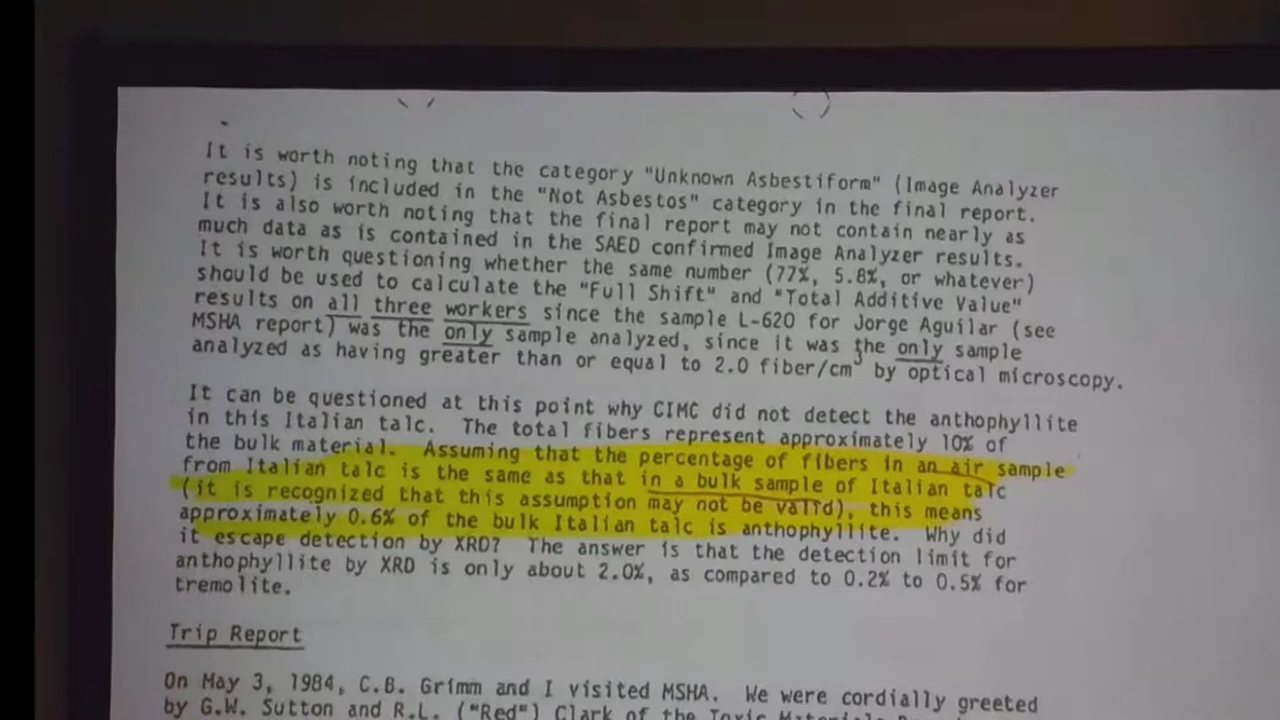 It is worth noting that the category "Unknown Asbestiform" (Image Analyzer
results) is included in the "Not Asbestos" category in the final report.
It is also worth noting that the final report may not contain nearly as
much data as is contained in the SAED confirmed Image Analyzer results.
It is worth questioning whether the same number (77%, 5.8%, or whatever)
should be used to calculate the "Full Shift" and "Total Additive Value"
results on all three workers since the sample L-620 for Jorge Aguilar (see
MSHA report) was the only sample analyzed, since it was the only sample
analyzed as having greater than or equal to 2.0 fiber/cm3 by optical microscopy.
It can be questioned at this point why CIMC did not detect the anthophyllite
in this Italian talc. The total fibers represent approximately 10% of
the bulk material. Assuming that the percentage of fibers in an air sample
from Italian talc is the same as that in a bulk sample of Italian talc
(it is recognized that this assumption may not be valid), this means
approximately 0.6% of the bulk Italian talc is anthophyllite. Why did
it escape detection by XRD? The answer is that the detection limit for
anthophyllite by XRD is only about 2.0%, as compared to 0.2% to 0.5% for
tremolite.
Trip Report
On May 3, 1984, C.B. Grimm and I visited MSHA. We were cordially greeted
by G.W. Sutton and R.L. ("Red") Clark of the Toxic Materials